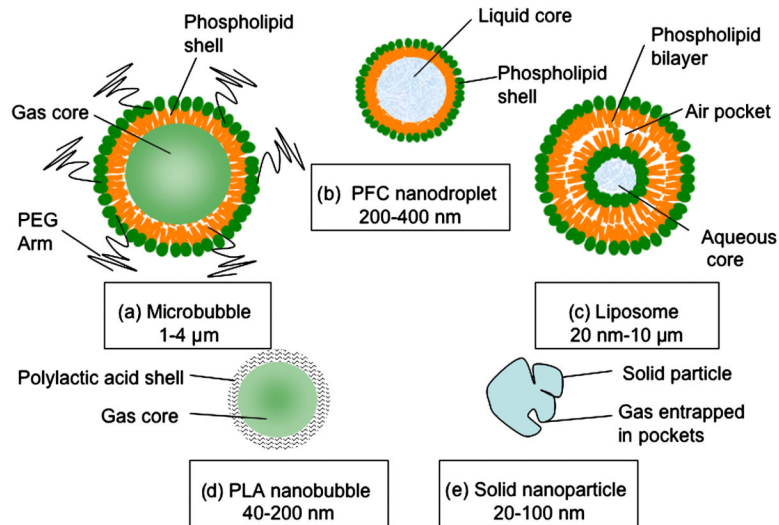 Phospholipid
shell
Gas core
PEG
Arm
(a) Microbubble
1-4 μm
Liquid core
Phospholipid
shell
(b) PFC nanodroplet
200-400 nm
Phospholipid
bilayer
Air pocket
Aqueous
core
(c) Liposome
20 nm-10 μm
Polylactic acid shell
Gas core
(d) PLA nanobubble
40-200 nm
Solid particle
Gas entrapped
in pockets
(e) Solid nanoparticle
20-100 nm